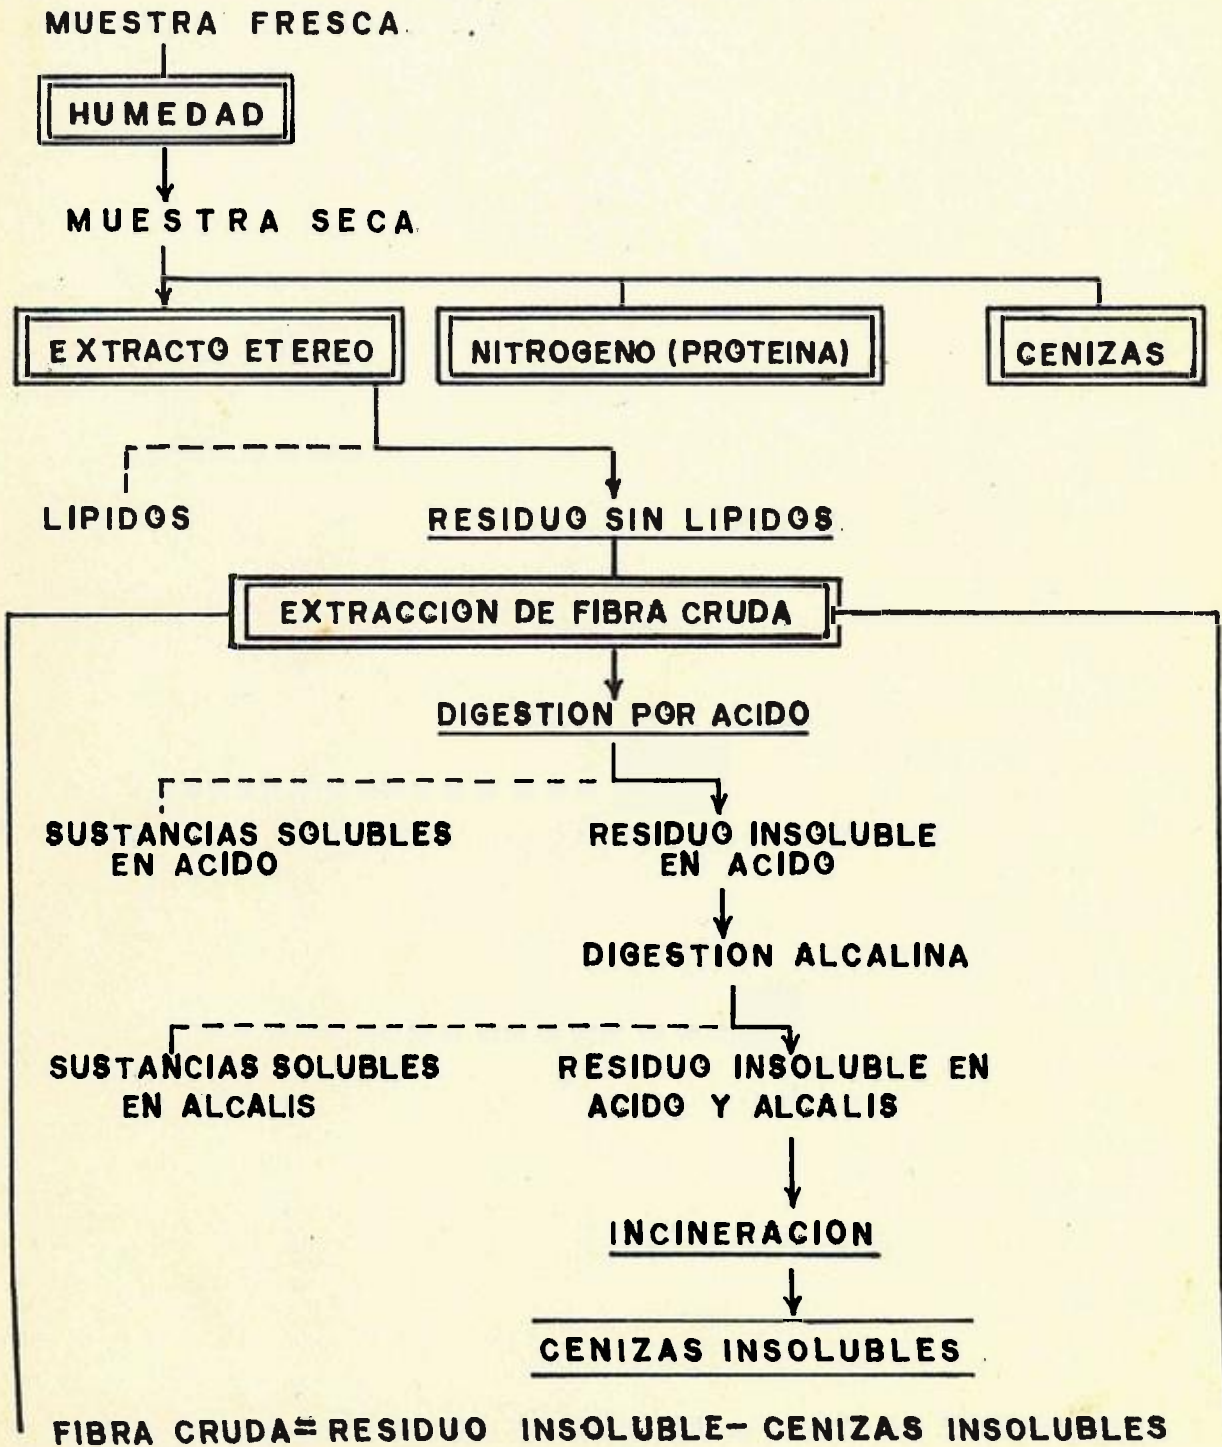 MUESTRA FRESCA.
HUMEDAD
MUESTRA SECA.
EXTRACTO ETEREO
NITROGENO (PROTEINA)
CENIZAS
LIPIDOS
RESIDUO SIN LIPIDOS.
EXTRACCION DE FIBRA CRUDA
DIGESTION POR ACIDO
SUSTANCIAS SOLUBLES
EN ACIDO
RESIDUO INSOLUBLE
EN ACIDO
DIGESTION ALCALINA
SUSTANCIAS SOLUBLES
EN ALCALIS
RESIDUO INSOLUBLE EN
ACIDO Y ALCALIS
INCINERACION
CENIZAS INSOLUBLES.
FIBRA CRUDA = RESIDUO INSOLUBLE - CENIZAS INSOLUBLES